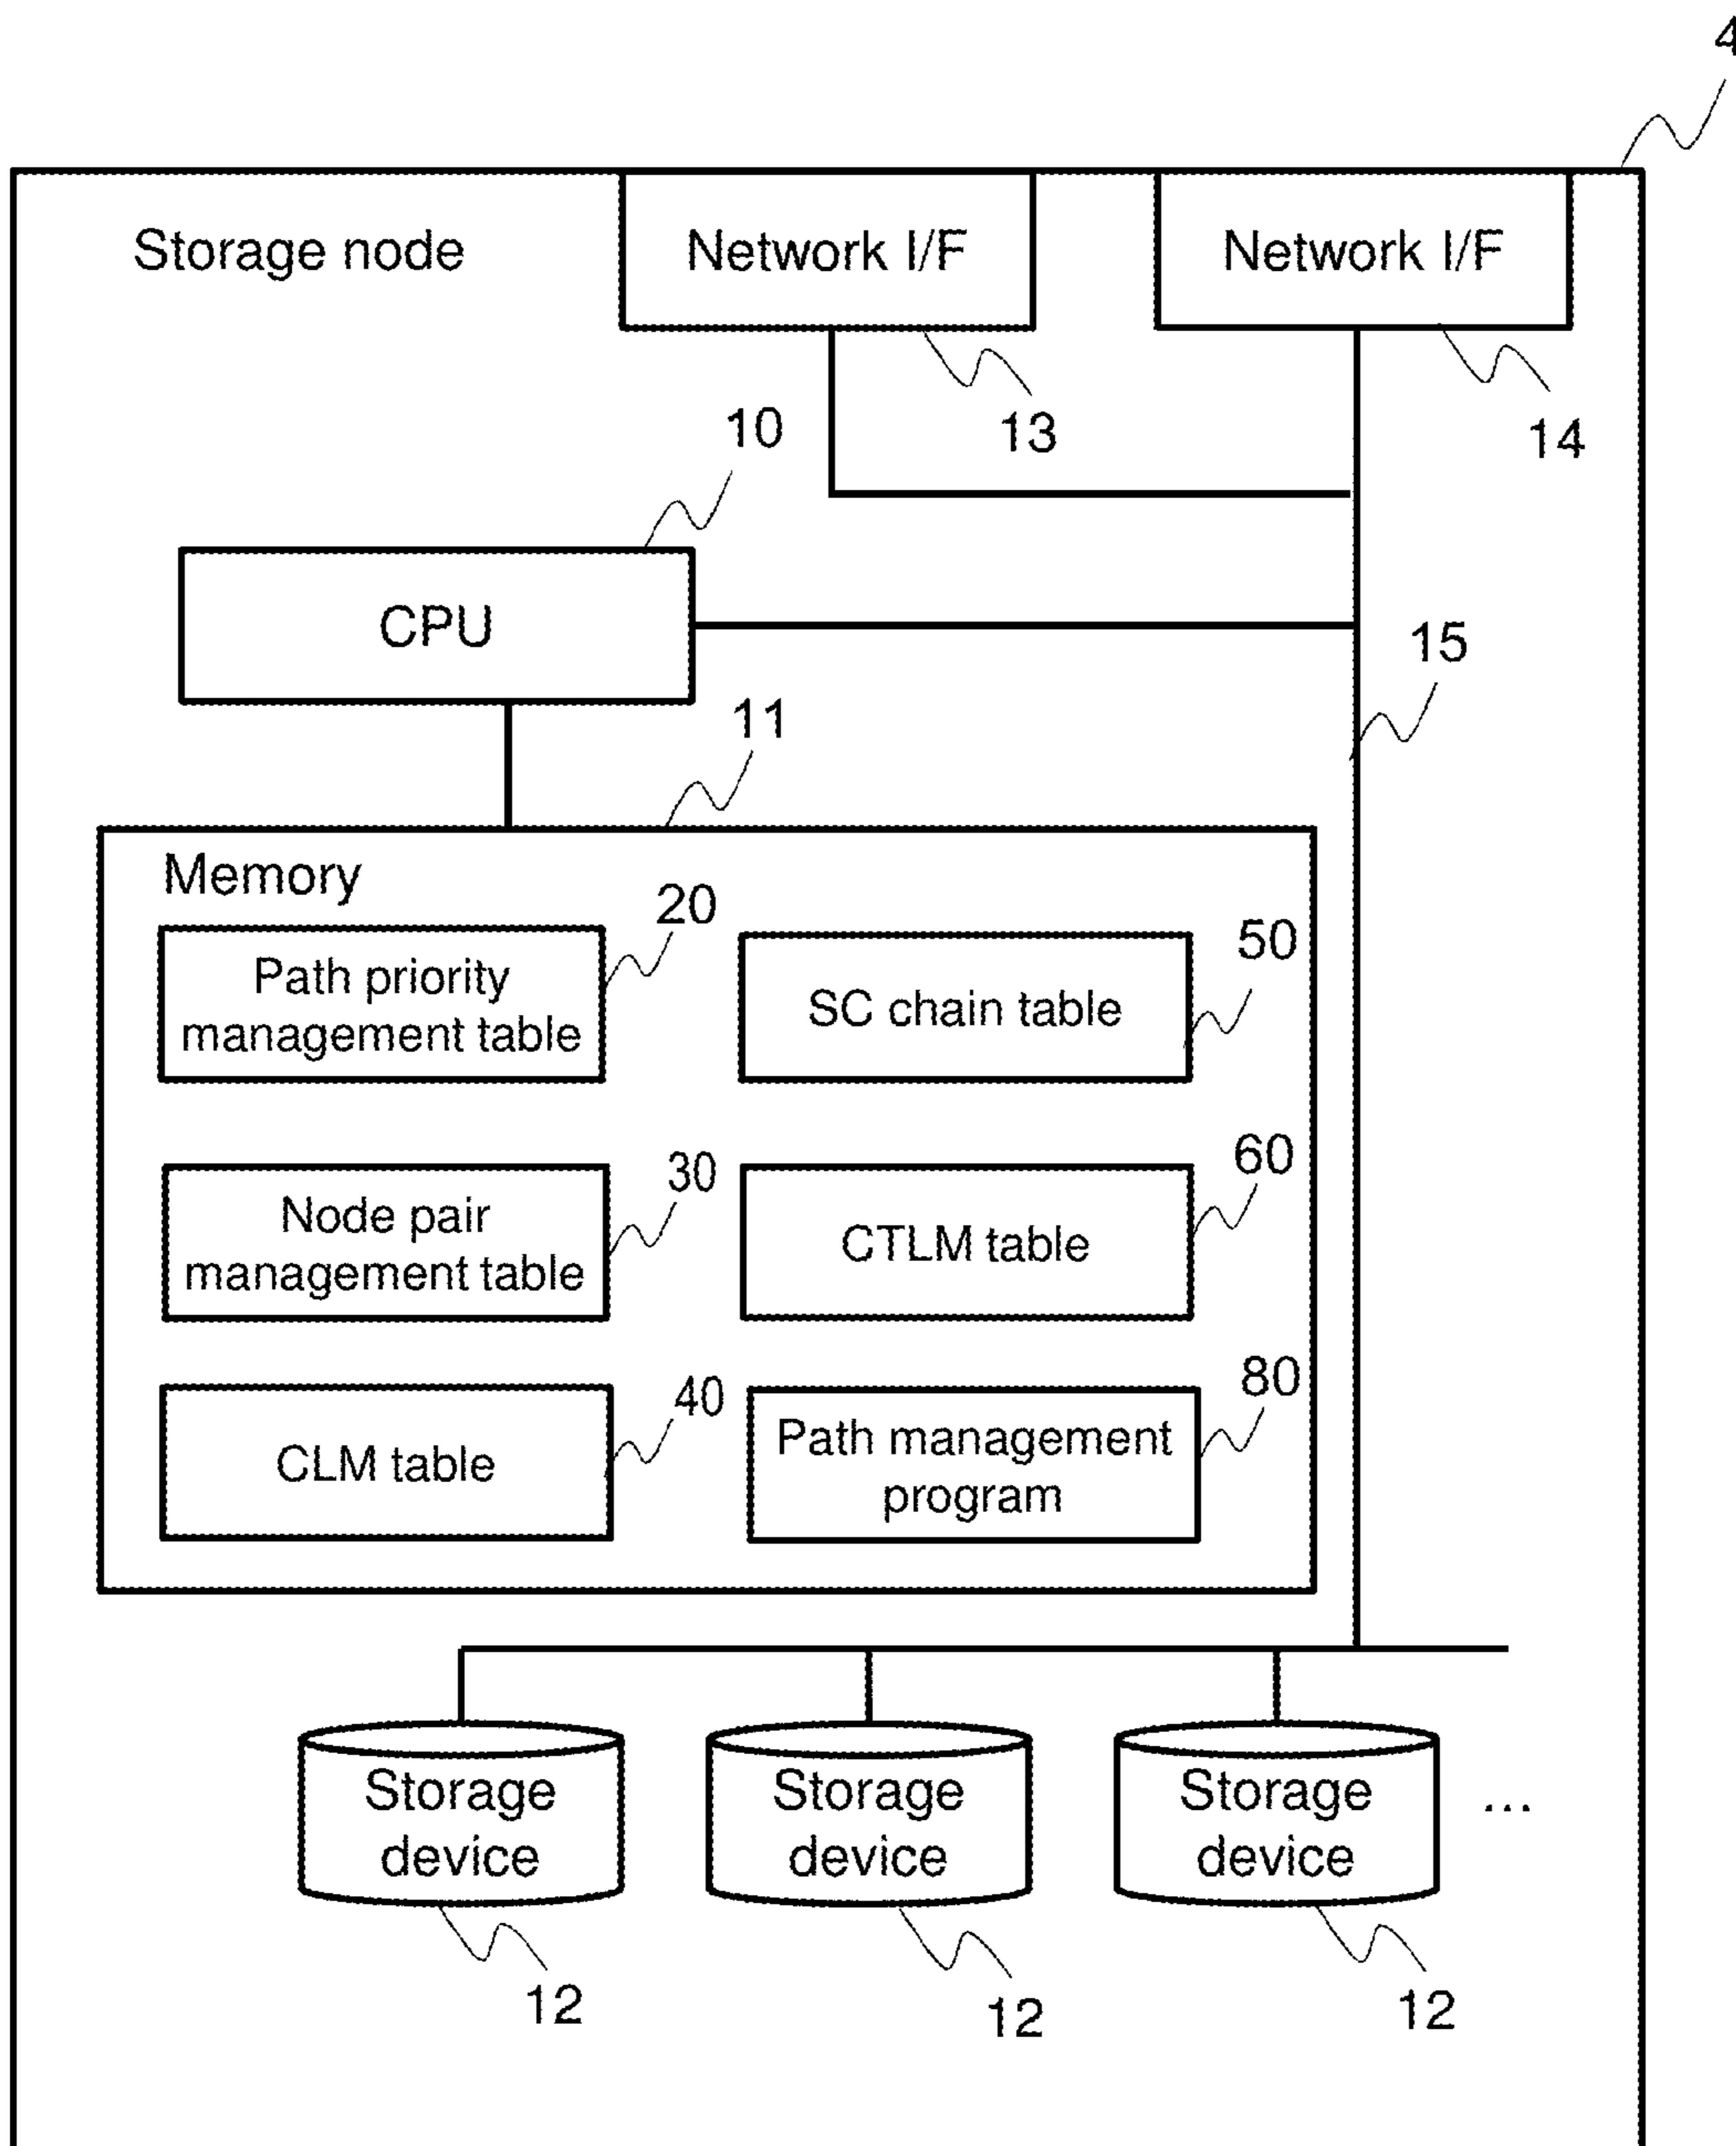 4
Storage node
Network I/F
Network I/F
13
14
10
CPU
15
11
Memory
20
50
Path priority
management table
SC chain table
30
60
Node pair
management table
CTLM table
40
80
CLM table
Path management
program
Storage
device
Storage
device
Storage
device
...
12
12
12